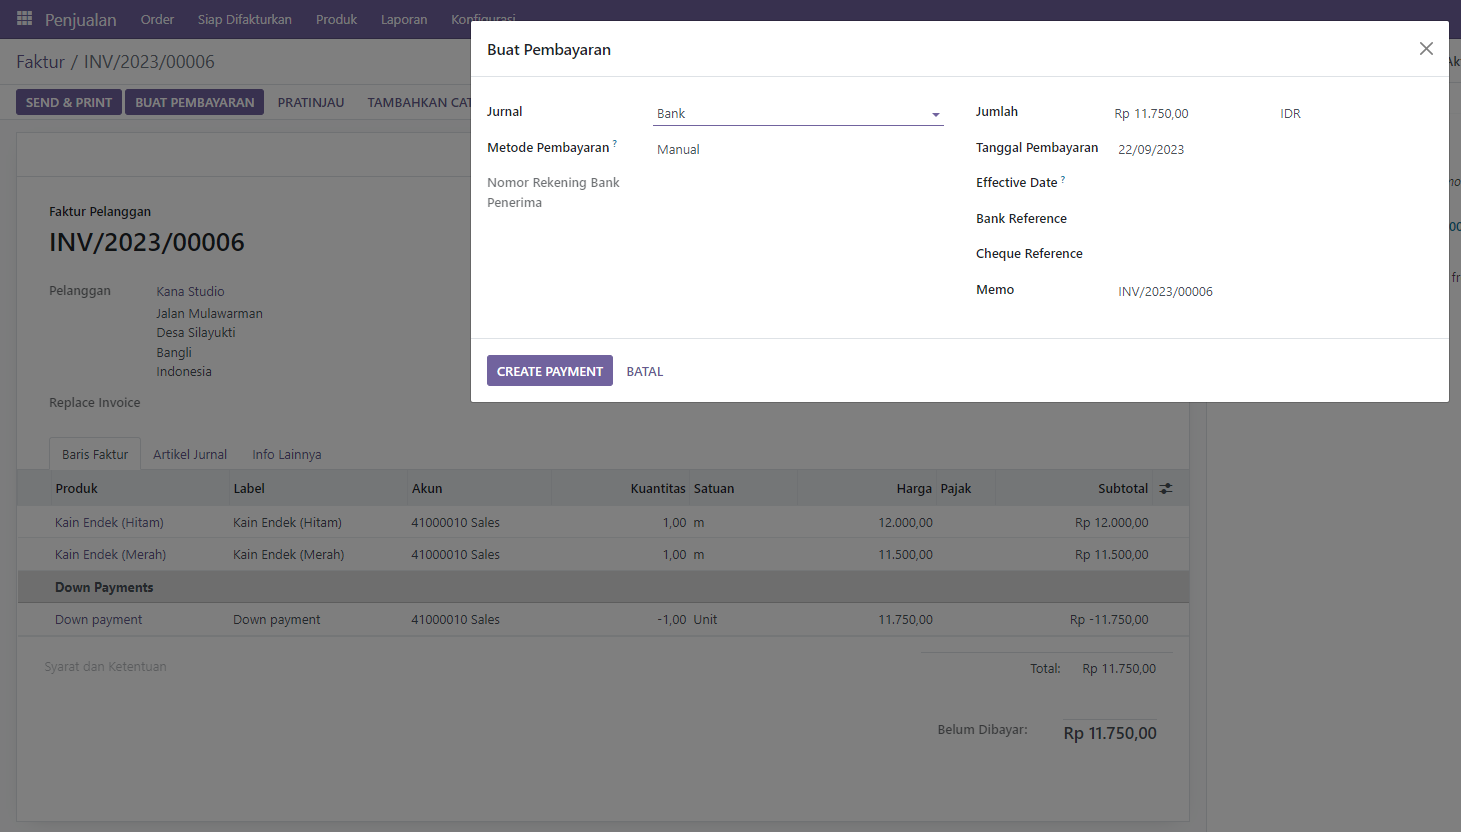 Penjualan Order Siap Difakturkan Produk Laporan Konfigurasi
Faktur / INV/2023/00006
SEND & PRINT BUAT PEMBAYARAN PRATINJAU TAMBAHKAN CAT
Buat Pembayaran
Jurnal Bank
Metode Pembayaran ? Manual
Nomor Rekening Bank
Penerima
Jumlah Rp 11.750,00 IDR
Tanggal Pembayaran 22/09/2023
Effective Date ?
Bank Reference
Cheque Reference
Memo INV/2023/00006
CREATE PAYMENT BATAL
Faktur Pelanggan
INV/2023/00006
Pelanggan Kana Studio
Jalan Mulawarman
Desa Silayukti
Bangli
Indonesia
Replace Invoice
Baris Faktur Artikel Jurnal Info Lainnya
Produk Label Akun Kuantitas Satuan Harga Pajak Subtotal
Kain Endek (Hitam) Kain Endek (Hitam) 41000010 Sales 1,00 m 12.000,00 Rp 12.000,00
Kain Endek (Merah) Kain Endek (Merah) 41000010 Sales 1,00 m 11.500,00 Rp 11.500,00
Down Payments
Down payment Down payment 41000010 Sales -1,00 Unit 11.750,00 Rp -11.750,00
Syarat dan Ketentuan
Total: Rp 11.750,00
Belum Dibayar: Rp 11.750,00